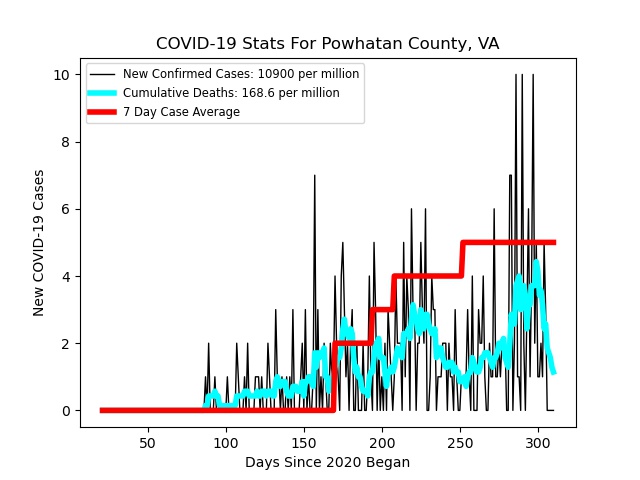 COVID-19 Stats For Powhatan County, VA
New Confirmed Cases: 10900 per million
Cumulative Deaths: 168.6 per million
7 Day Case Average
10
8
6
4
2
0
New COVID-19 Cases
50 100 150 200 250 300
Days Since 2020 Began